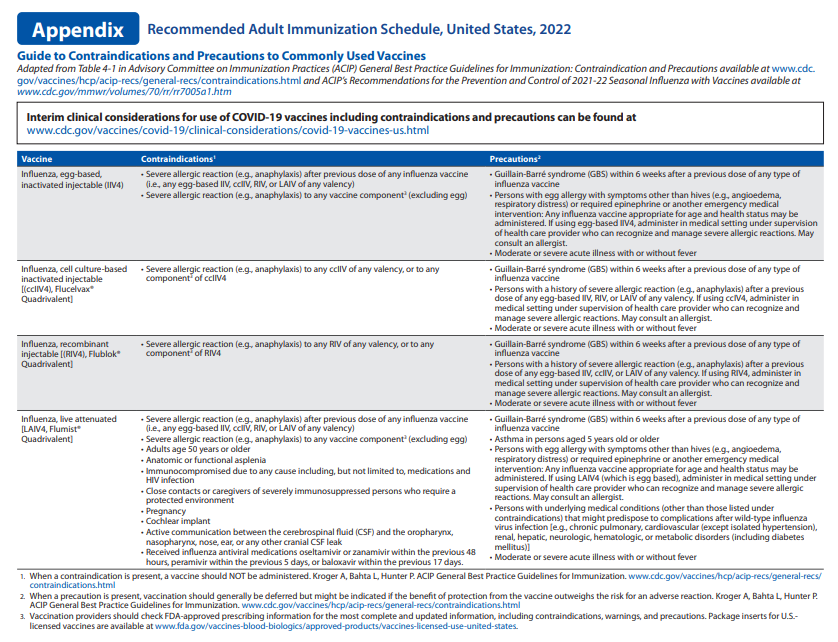 Appendix
Recommended Adult Immunization Schedule, United States, 2022
Guide to Contraindications and Precautions to Commonly Used Vaccines
Adapted from Table 4-1 in Advisory Committee on Immunization Practices (ACIP) General Best Practice Guidelines for Immunization: Contraindication and Precautions available at www.cdc.
gov/vaccines/hcp/acip-recs/general-recs/contraindications.html and ACIP's Recommendations for the Prevention and Control of 2021-22 Seasonal Influenza with Vaccines available at
www.cdc.gov/mmwr/volumes/70/rr/rr7005a1.htm
Interim clinical considerations for use of COVID-19 vaccines including contraindications and precautions can be found at
www.cdc.gov/vaccines/covid-19/clinical-considerations/covid-19-vaccines-us.html
Vaccine
Contraindications¹
Precautions²
Influenza, egg-based,
inactivated injectable (IIV4)
• Severe allergic reaction (e.g., anaphylaxis) after previous dose of any influenza vaccine
(i.e., any egg-based IIV, ccIIV, RIV, or LAIV of any valency)
• Severe allergic reaction (e.g., anaphylaxis) to any vaccine component² (excluding egg)
• Guillain-Barré syndrome (GBS) within 6 weeks after a previous dose of any type of
influenza vaccine
• Persons with egg allergy with symptoms other than hives (e.g., angioedema,
respiratory distress) or required epinephrine or another emergency medical
intervention: Any influenza vaccine appropriate for age and health status may be
administered. If using egg-based IIV4, administer in medical setting under supervision
of health care provider who can recognize and manage severe allergic reactions. May
consult an allergist.
• Moderate or severe acute illness with or without fever
Influenza, cell culture-based
inactivated injectable
[(ccIIV4), Flucelvax®
Quadrivalent]
• Severe allergic reaction (e.g., anaphylaxis) to any ccIIV of any valency, or to any
component² of ccIIV4
• Guillain-Barré syndrome (GBS) within 6 weeks after a previous dose of any type of
influenza vaccine
• Persons with a history of severe allergic reaction (e.g., anaphylaxis) after a previous
dose of any egg-based IIV, RIV, or LAIV of any valency. If using ccIV4, administer in
medical setting under supervision of health care provider who can recognize and
manage severe allergic reactions. May consult an allergist.
• Moderate or severe acute illness with or without fever
Influenza, recombinant
injectable [(RIV4), Flublok®
Quadrivalent]
• Severe allergic reaction (e.g., anaphylaxis) to any RIV of any valency, or to any
component² of RIV4
• Guillain-Barré syndrome (GBS) within 6 weeks after a previous dose of any type of
influenza vaccine
• Persons with a history of severe allergic reaction (e.g., anaphylaxis) after a previous
dose of any egg-based IIV, ccIIV, or LAIV of any valency. If using RIV4, administer in
medical setting under supervision of health care provider who can recognize and
manage severe allergic reactions. May consult an allergist.
• Moderate or severe acute illness with or without fever
Influenza, live attenuated
[LAIV4, Flumist®
Quadrivalent]
• Severe allergic reaction (e.g., anaphylaxis) after previous dose of any influenza vaccine
(i.e., any egg-based IIV, ccIIV, RIV, or LAIV of any valency)
• Severe allergic reaction (e.g., anaphylaxis) to any vaccine component² (excluding egg)
• Adults age 50 years or older
• Anatomic or functional asplenia
• Immunocompromised due to any cause including, but not limited to, medications and
HIV infection
• Close contacts or caregivers of severely immunosuppressed persons who require a
protected environment
• Pregnancy
• Cochlear implant
• Active communication between the cerebrospinal fluid (CSF) and the oropharynx,
nasopharynx, nose, ear, or any other cranial CSF leak
• Received influenza antiviral medications oseltamivir or zanamivir within the previous 48
hours, peramivir within the previous 5 days, or baloxavir within the previous 17 days.
• Guillain-Barré syndrome (GBS) within 6 weeks after a previous dose of any type of
influenza vaccine
• Asthma in persons aged 5 years old or older
• Persons with egg allergy with symptoms other than hives (e.g., angioedema,
respiratory distress) or required epinephrine or another emergency medical
intervention: Any influenza vaccine appropriate for age and health status may be
administered. If using LAIV4 (which is egg based), administer in medical setting under
supervision of health care provider who can recognize and manage severe allergic
reactions. May consult an allergist.
• Persons with underlying medical conditions (other than those listed under
contraindications) that might predispose to complications after wild-type influenza
virus infection [e.g., chronic pulmonary, cardiovascular (except isolated hypertension),
renal, hepatic, neurologic, hematologic, or metabolic disorders (including diabetes
mellitus)]
• Moderate or severe acute illness with or without fever
1. When a contraindication is present, a vaccine should NOT be administered. Kroger A, Bahta L, Hunter P. ACIP General Best Practice Guidelines for Immunization. www.cdc.gov/vaccines/hcp/acip-recs/general-recs/
contraindications.html
2. When a precaution is present, vaccination should generally be deferred but might be indicated if the benefit of protection from the vaccine outweighs the risk for an adverse reaction. Kroger A, Bahta L, Hunter P.
ACIP General Best Practice Guidelines for Immunization. www.cdc.gov/vaccines/hcp/acip-recs/general-recs/contraindications.html
3. Vaccination providers should check FDA-approved prescribing information for the most complete and updated information, including contraindications, warnings, and precautions. Package inserts for U.S.-
licensed vaccines are available at www.fda.gov/vaccines-blood-biologics/approved-products/vaccines-licensed-use-united-states.